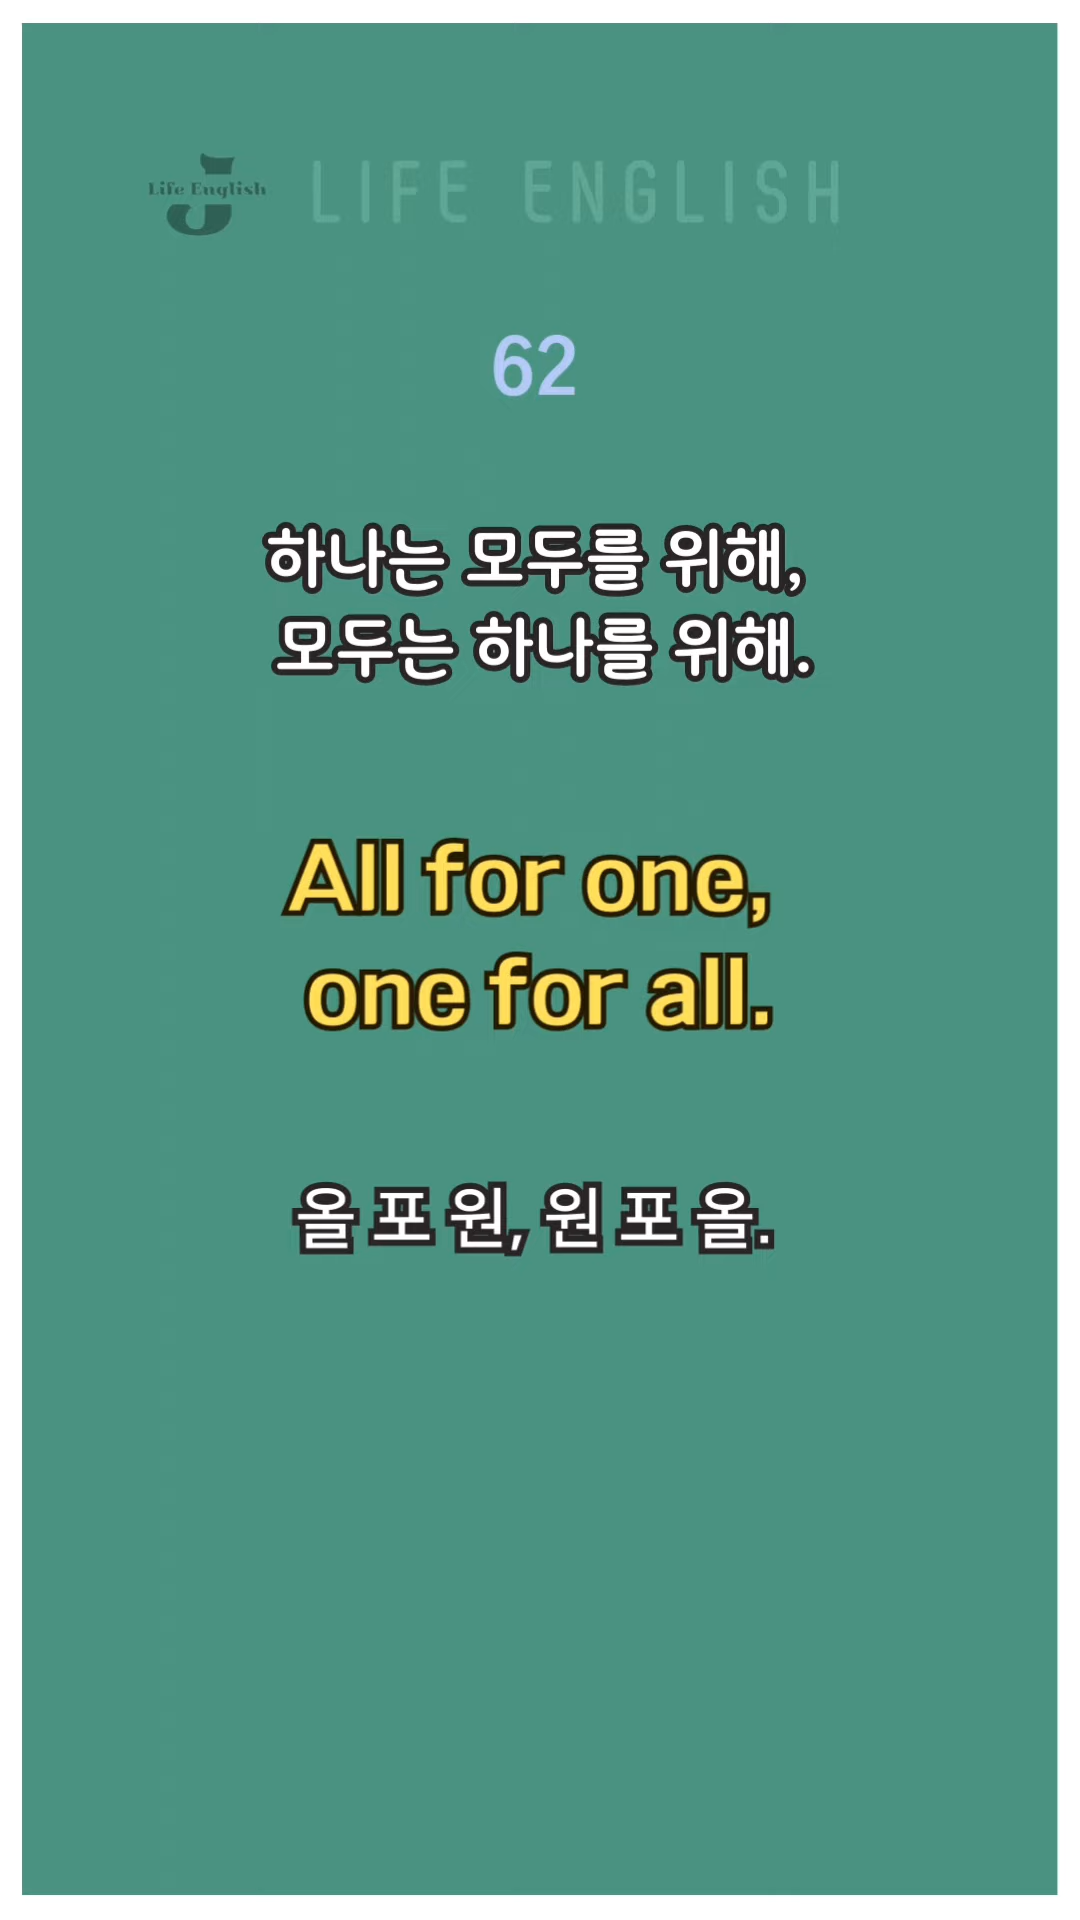 Life English
LIFE ENGLISH
62
하나는 모두를 위해,
모두는 하나를 위해.
All for one,
one for all.
올 포 원, 원 포 올.